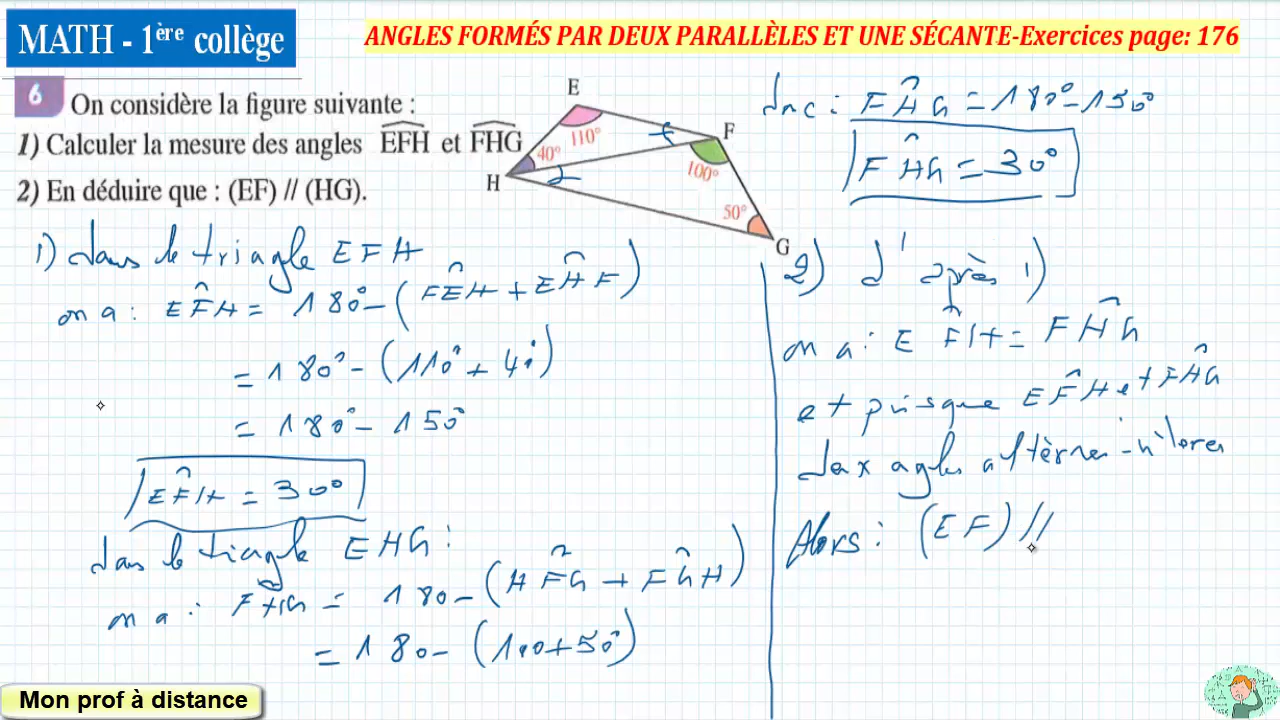 MATH - 1ère collège
ANGLES FORMÉS PAR DEUX PARALLÈLES ET UNE SÉCANTE-Exercices page: 176
6 On considère la figure suivante :
1) Calculer la mesure des angles EFH et FHG
2) En déduire que : (EF) // (HG).
E
110°
40°
H
F
100°
50°
G
1) dans le triangle EFH
on a : EF̂H = 180° - (FÊH + EĤF)
= 180° - (110° + 40°)
= 180° - 150°
EF̂H = 30°
dans le triangle EHG :
on a : FHG = 180 - (HF̂G + FĜH)
= 180 - (100 + 50°)
donc : FĤG = 180° - 150°
FĤG = 30°
2) d'après 1)
on a : EF̂H = FĤG
et puisque EF̂H et FĤG
deux angles alternes-internes
Alors : (EF) //
Mon prof à distance